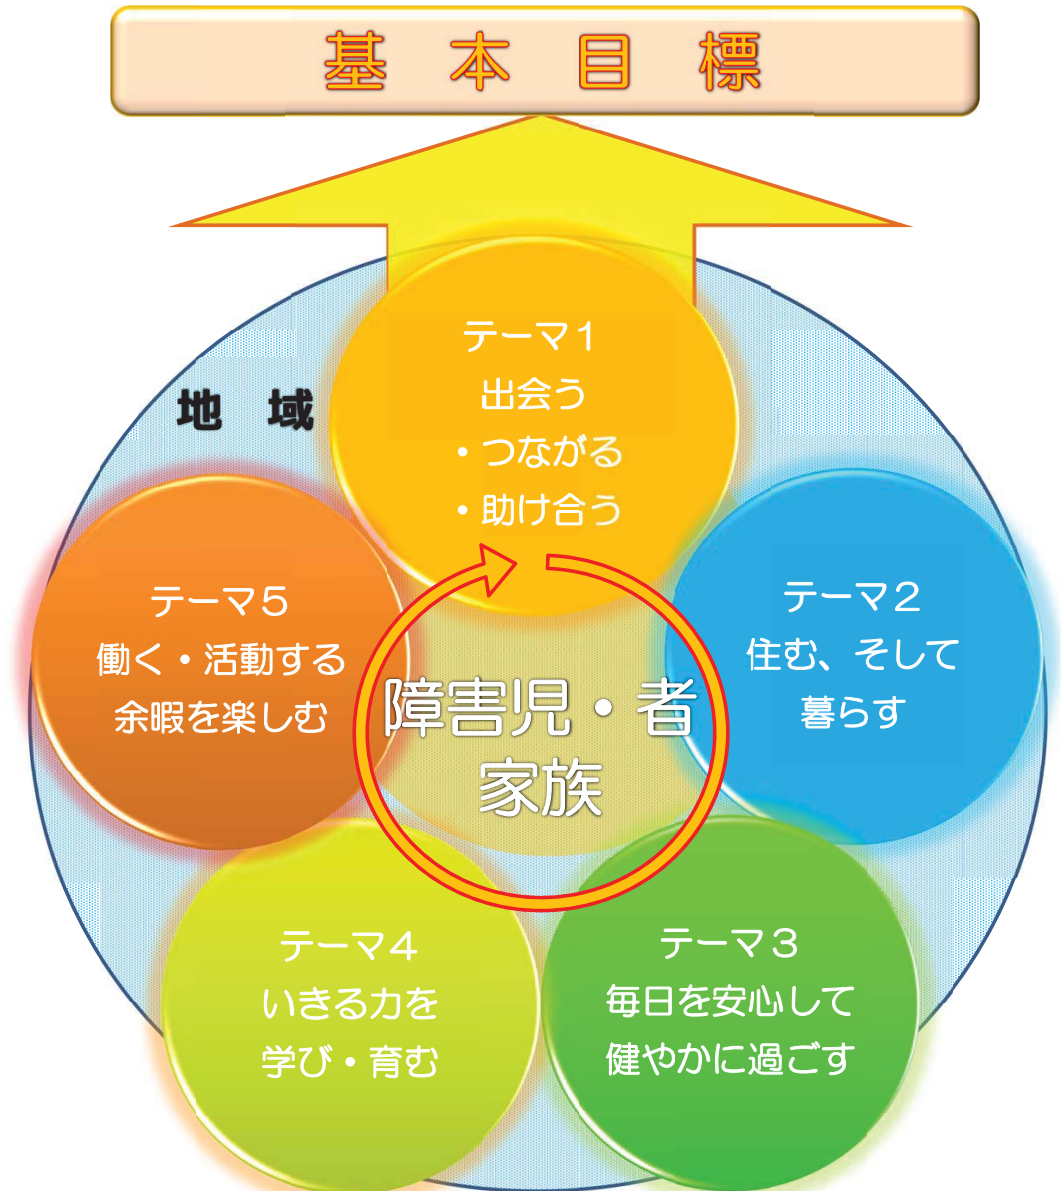 基 本 目 標
地 域
テーマ1
出会う
・つながる
・助け合う
テーマ2
住む、そして
暮らす
テーマ3
毎日を安心して
健やかに過ごす
テーマ4
いきる力を
学び・育む
テーマ5
働く・活動する
余暇を楽しむ
障害児・者
家族